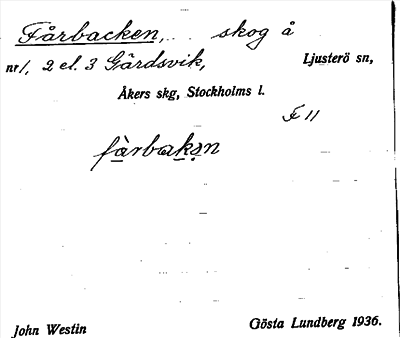 Fårbacken, skog å
nr 1, 2 el. 3 Gärdsvik, Ljusterö sn,
Åkers skg, Stockholms l.
F 11
fårbakən
John Westin Gösta Lundberg 1936.